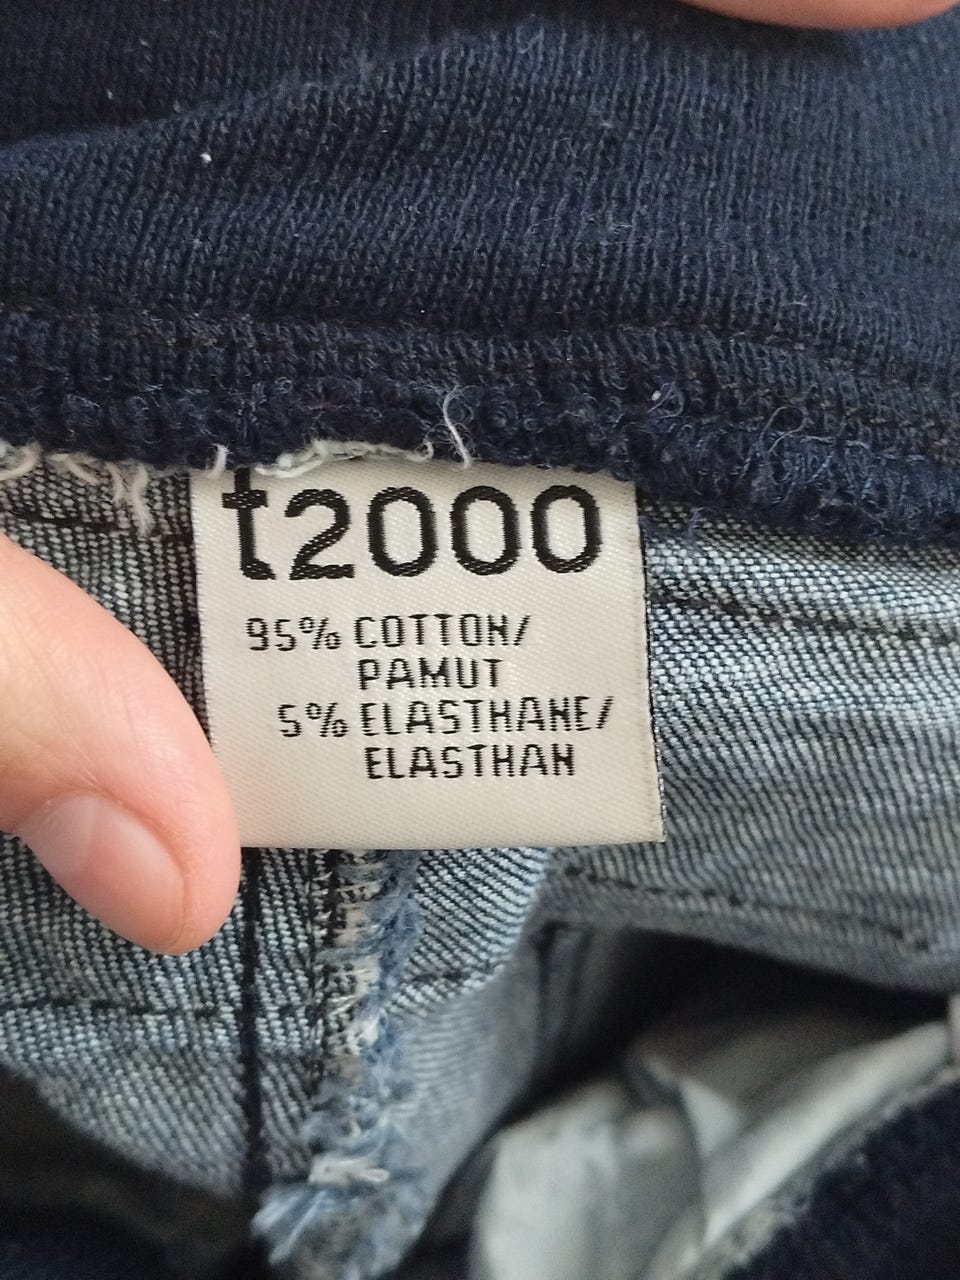 t2000
95% COTTON/
PAMUT
5% ELASTHANE/
ELASTHAN